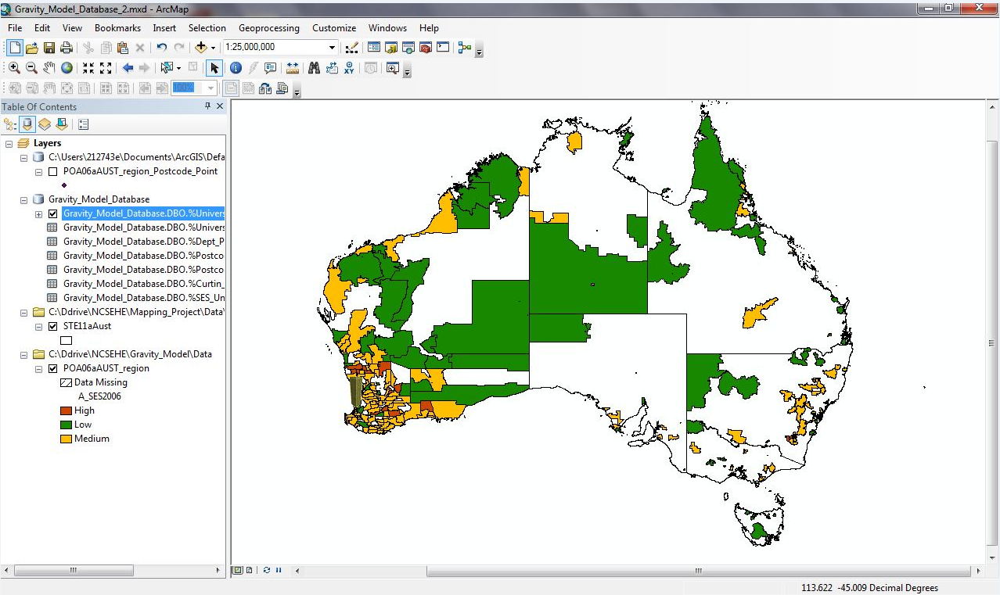 Gravity_Model_Database_2.mxd - ArcMap
File Edit View Bookmarks Insert Selection Geoprocessing Customize Windows Help
1:25,000,000
100%
Table Of Contents
Layers
C:\Users\212743e\Documents\ArcGIS\Defa
POA06aAUST_region_Postcode_Point
Gravity_Model_Database
Gravity_Model_Database.DBO.%Univers
Gravity_Model_Database.DBO.%Univers
Gravity_Model_Database.DBO.%Dept_P
Gravity_Model_Database.DBO.%Postco
Gravity_Model_Database.DBO.%Postco
Gravity_Model_Database.DBO.%Curtin_
Gravity_Model_Database.DBO.%SES_Un
C:\Ddrive\NCSEHE\Mapping_Project\Data\
STE11aAust
C:\Ddrive\NCSEHE\Gravity_Model\Data
POA06aAUST_region
Data Missing
A_SES2006
High
Low
Medium
113.622 -45.009 Decimal Degrees